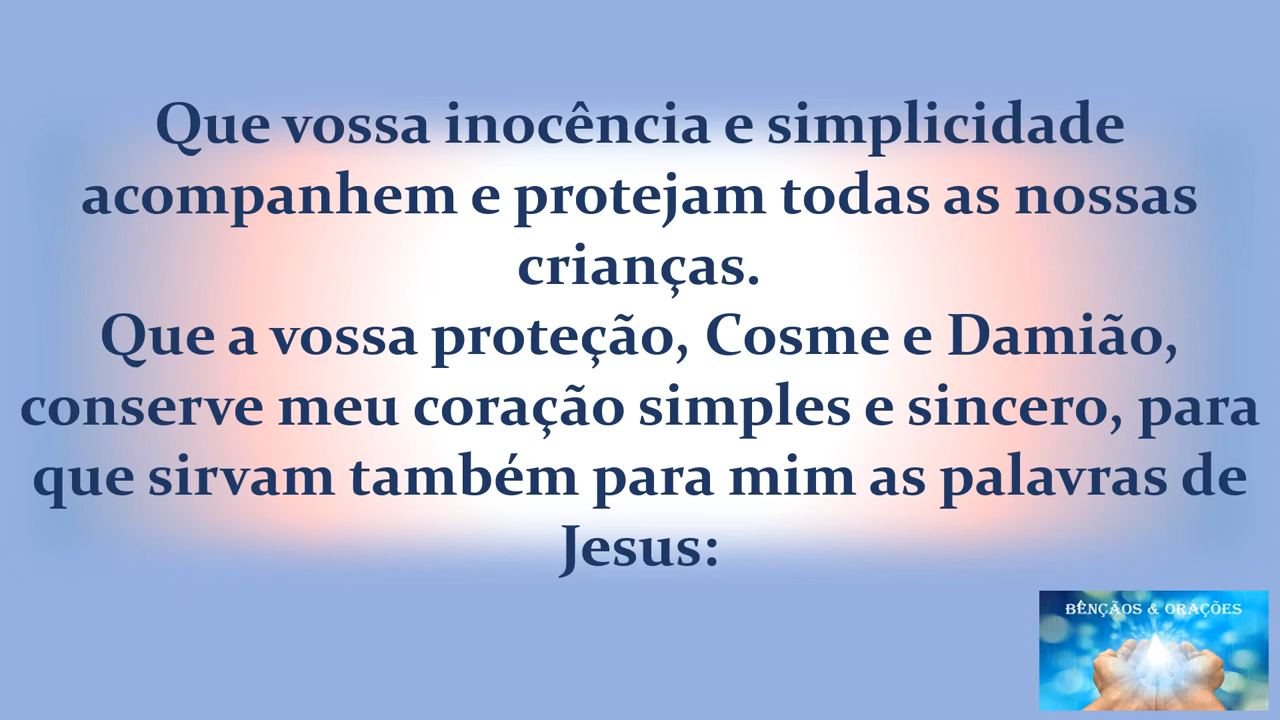 Que vossa inocência e simplicidade
acompanhem e protejam todas as nossas
crianças.
Que a vossa proteção, Cosme e Damião,
conserve meu coração simples e sincero, para
que sirvam também para mim as palavras de
Jesus:
BÊNÇÃOS & ORAÇÕES